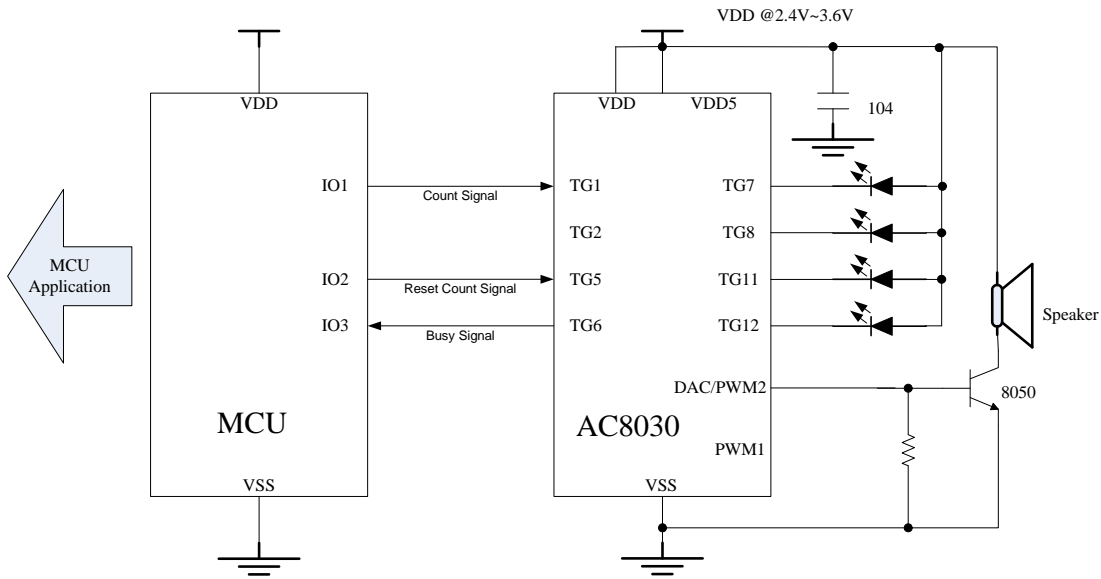 VDD @2.4V~3.6V
VDD
VDD
VDD5
104
IO1
Count Signal
TG1
TG7
TG2
TG8
MCU
Application
IO2
Reset Count Signal
TG5
TG11
IO3
Busy Signal
TG6
TG12
Speaker
DAC/PWM2
8050
MCU
AC8030
PWM1
VSS
VSS